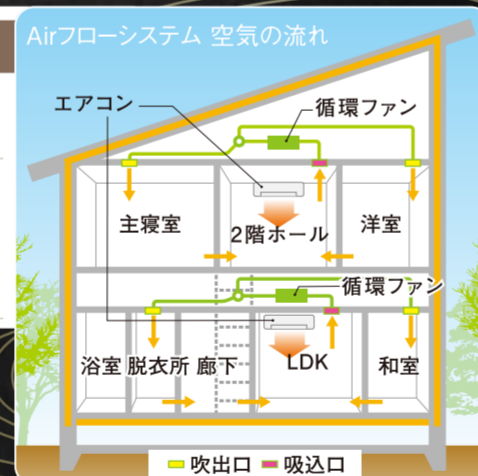 Airフローシステム 空気の流れ
エアコン
循環ファン
主寝室
2階ホール
洋室
循環ファン
浴室
脱衣所
廊下
LDK
和室
吹出口
吸込口